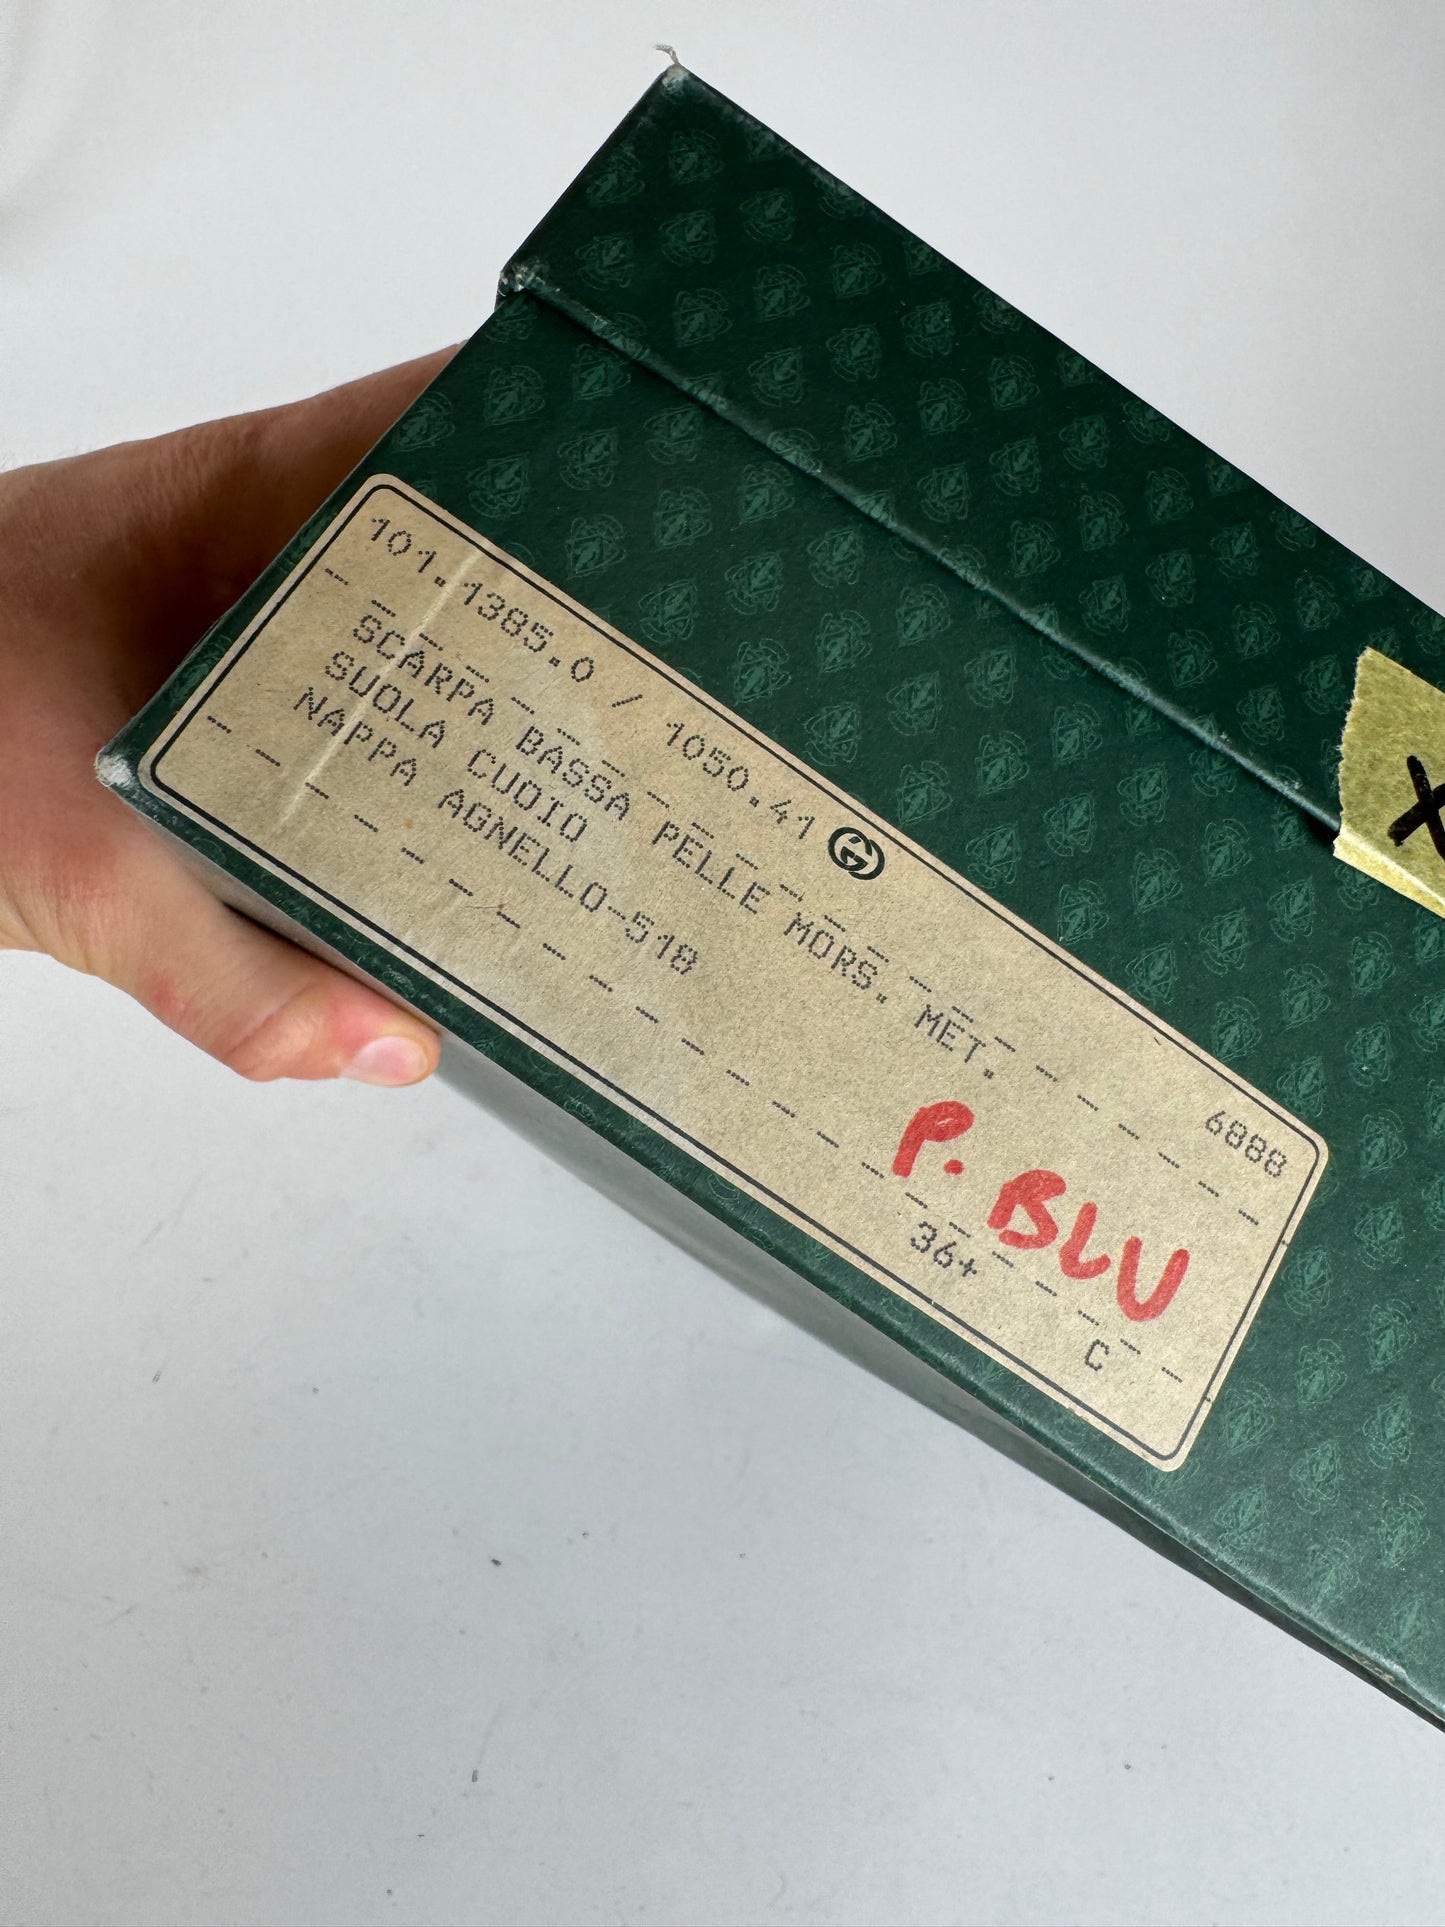 101.1385.0 / 1050.41 6888
SCARPA BASSA PELLE MORS. MET.
SUOLA CUOIO
NAPPA AGNELLO-518
P. BLU
36+ C